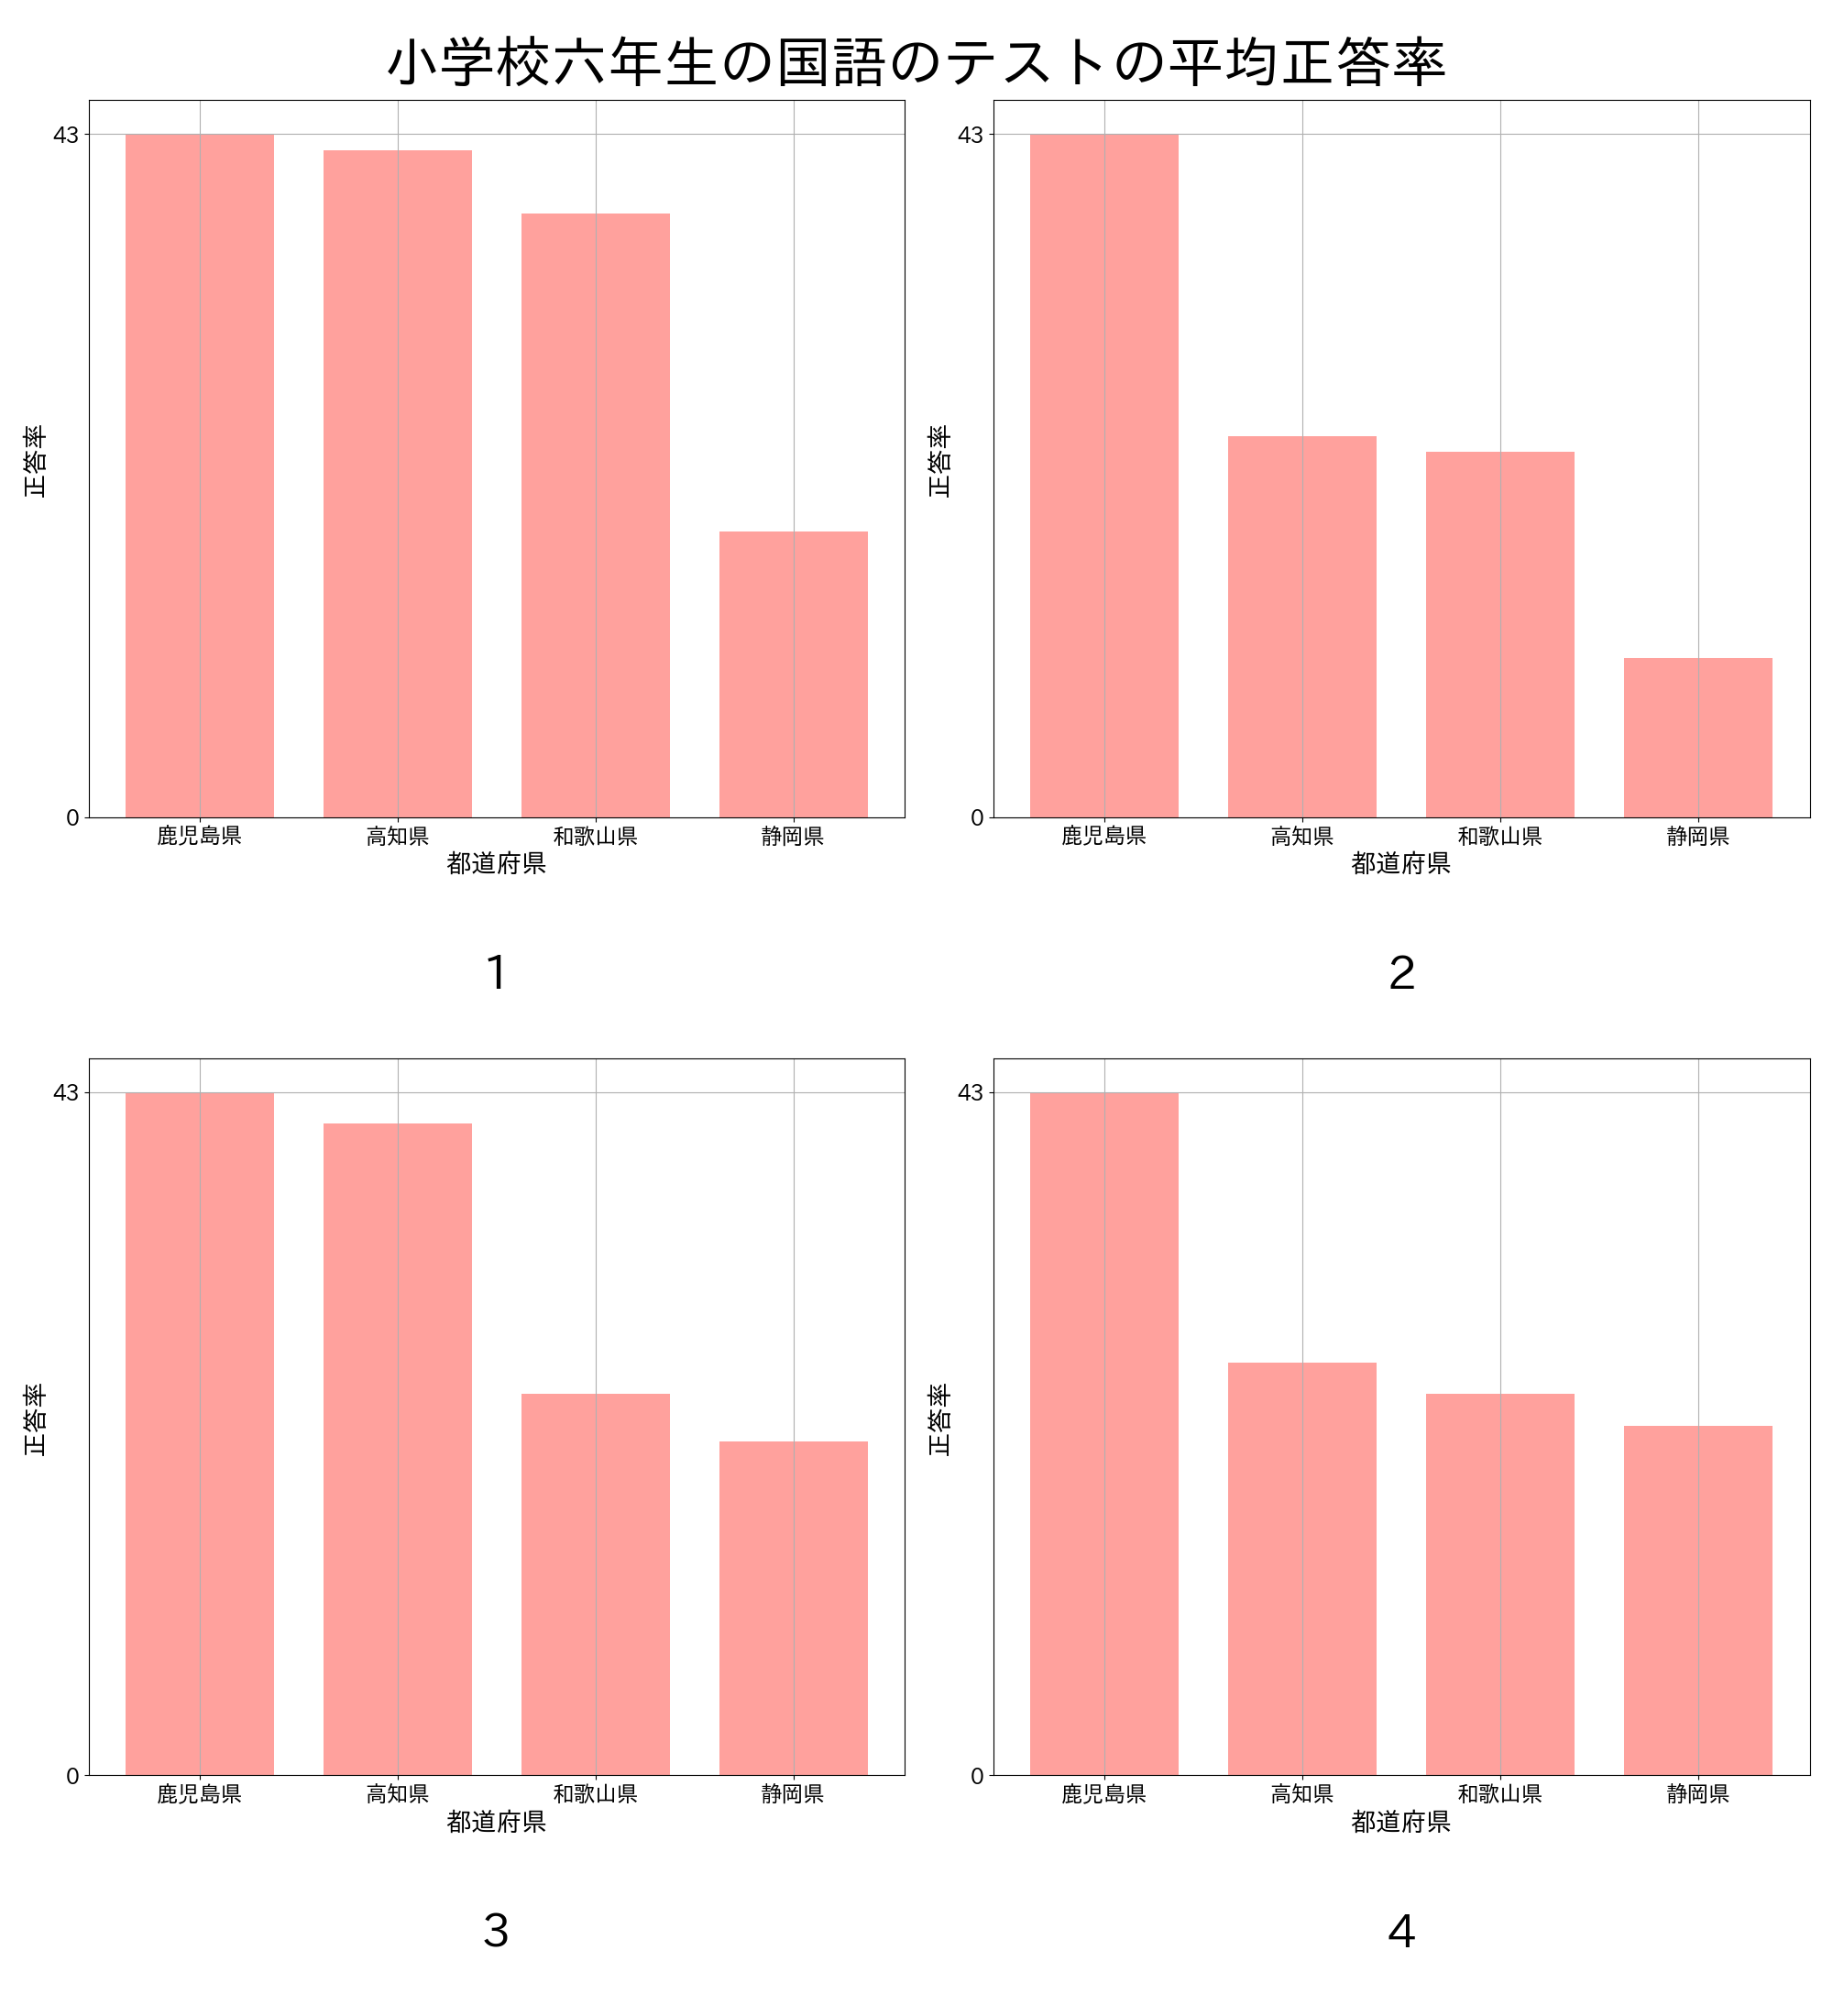 小学校六年生の国語のテストの平均正答率
43
0
正答率
鹿児島県 高知県 和歌山県 静岡県
都道府県
1
43
0
正答率
鹿児島県 高知県 和歌山県 静岡県
都道府県
2
43
0
正答率
鹿児島県 高知県 和歌山県 静岡県
都道府県
3
43
0
正答率
鹿児島県 高知県 和歌山県 静岡県
都道府県
4